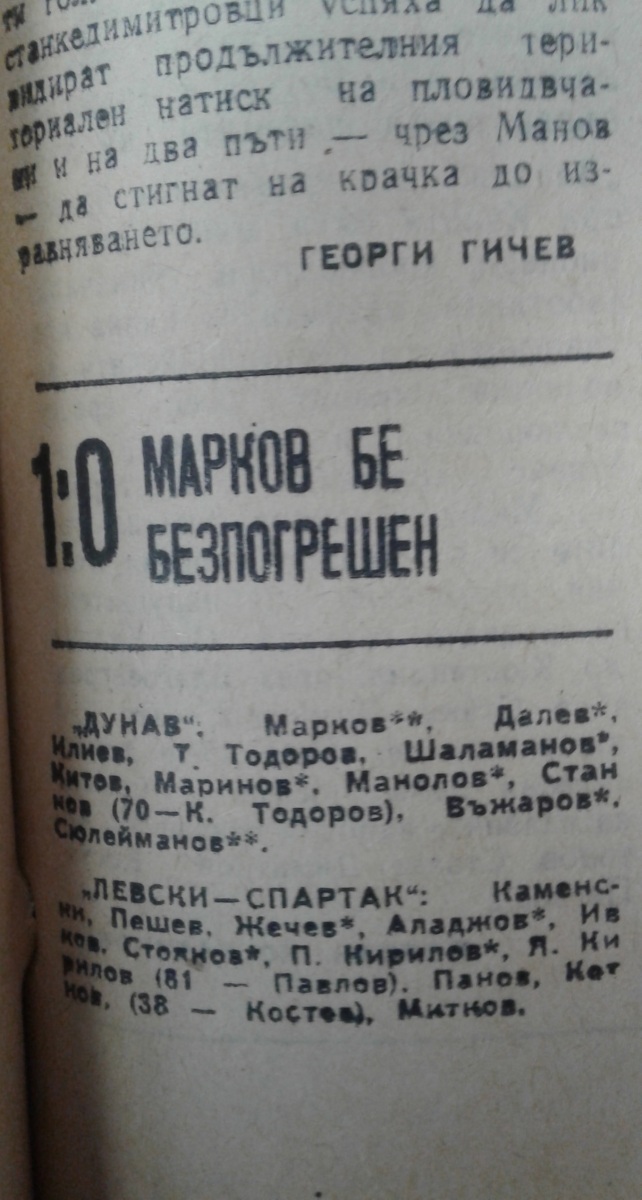 станкедимитровци успяха да лик
видират продължителния тери-
ториален натиск на пловидвча-
ни и на два пъти — чрез Манов
— да стигнат на крачка до из-
равняването.
ГЕОРГИ ГИЧЕВ
1:0 МАРКОВ БЕ
БЕЗПОГРЕШЕН
„ДУНАВ“: Марков**, Далев*,
Илиев, Т. Тодоров, Шаламанов*,
Китов, Маринов*, Манолов*, Стан
ков (70—К. Тодоров), Въжаров*,
Сюлейманов**.
„ЛЕВСКИ—СПАРТАК“: Каменс-
ки, Пешев, Жечев*, Аладжов*, Ив
ков, Стоянов*, П. Кирилов*, Я. Ки
рилов (81 — Павлов), Панов, Кот
ков, (38 — Костов), Митков.